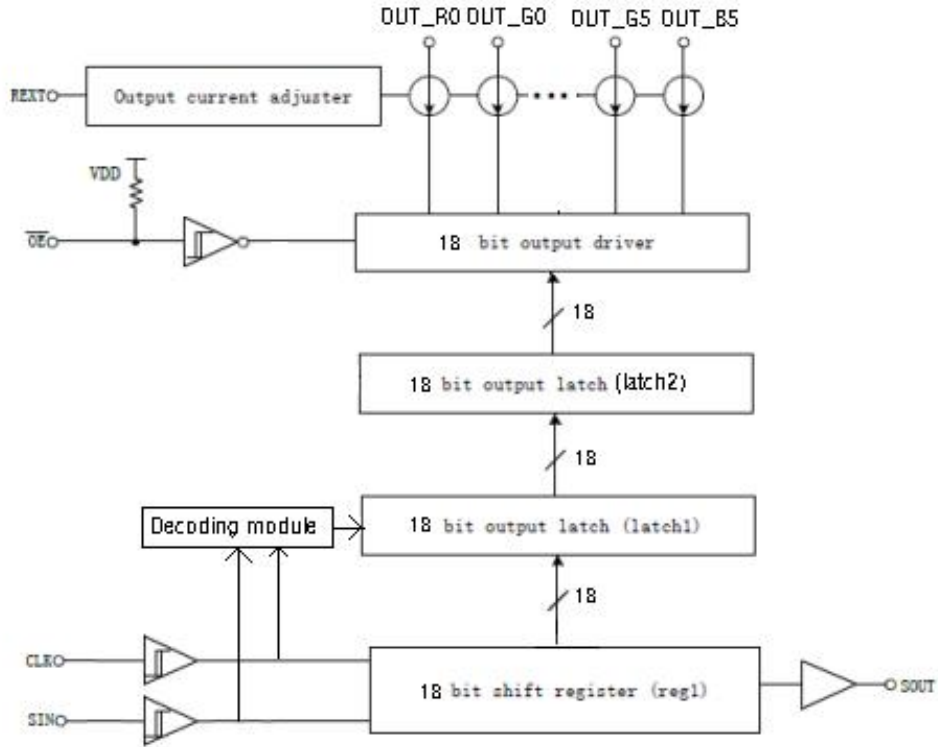 OUT_R0 OUT_G0 OUT_G5 OUT_B5
REXT
Output current adjuster
VDD
OE
18 bit output driver
18
18 bit output latch (latch2)
18
Decoding module
18 bit output latch (latch1)
18
CLK
18 bit shift register (reg1)
SOUT
SIN